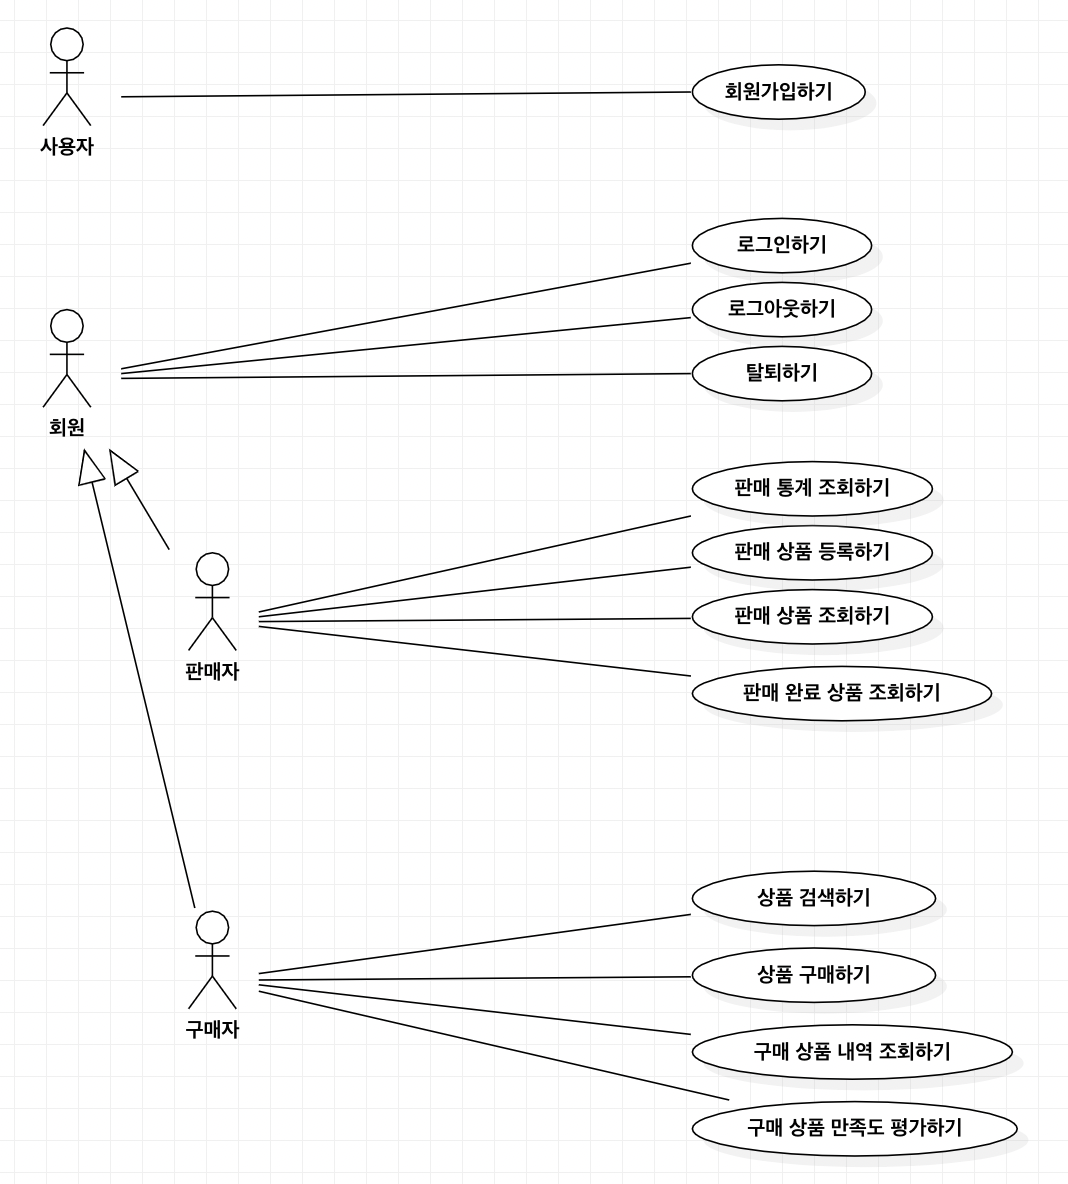 사용자
회원가입하기
로그인하기
로그아웃하기
탈퇴하기
회원
판매 통계 조회하기
판매 상품 등록하기
판매 상품 조회하기
판매자
판매 완료 상품 조회하기
상품 검색하기
상품 구매하기
구매자
구매 상품 내역 조회하기
구매 상품 만족도 평가하기